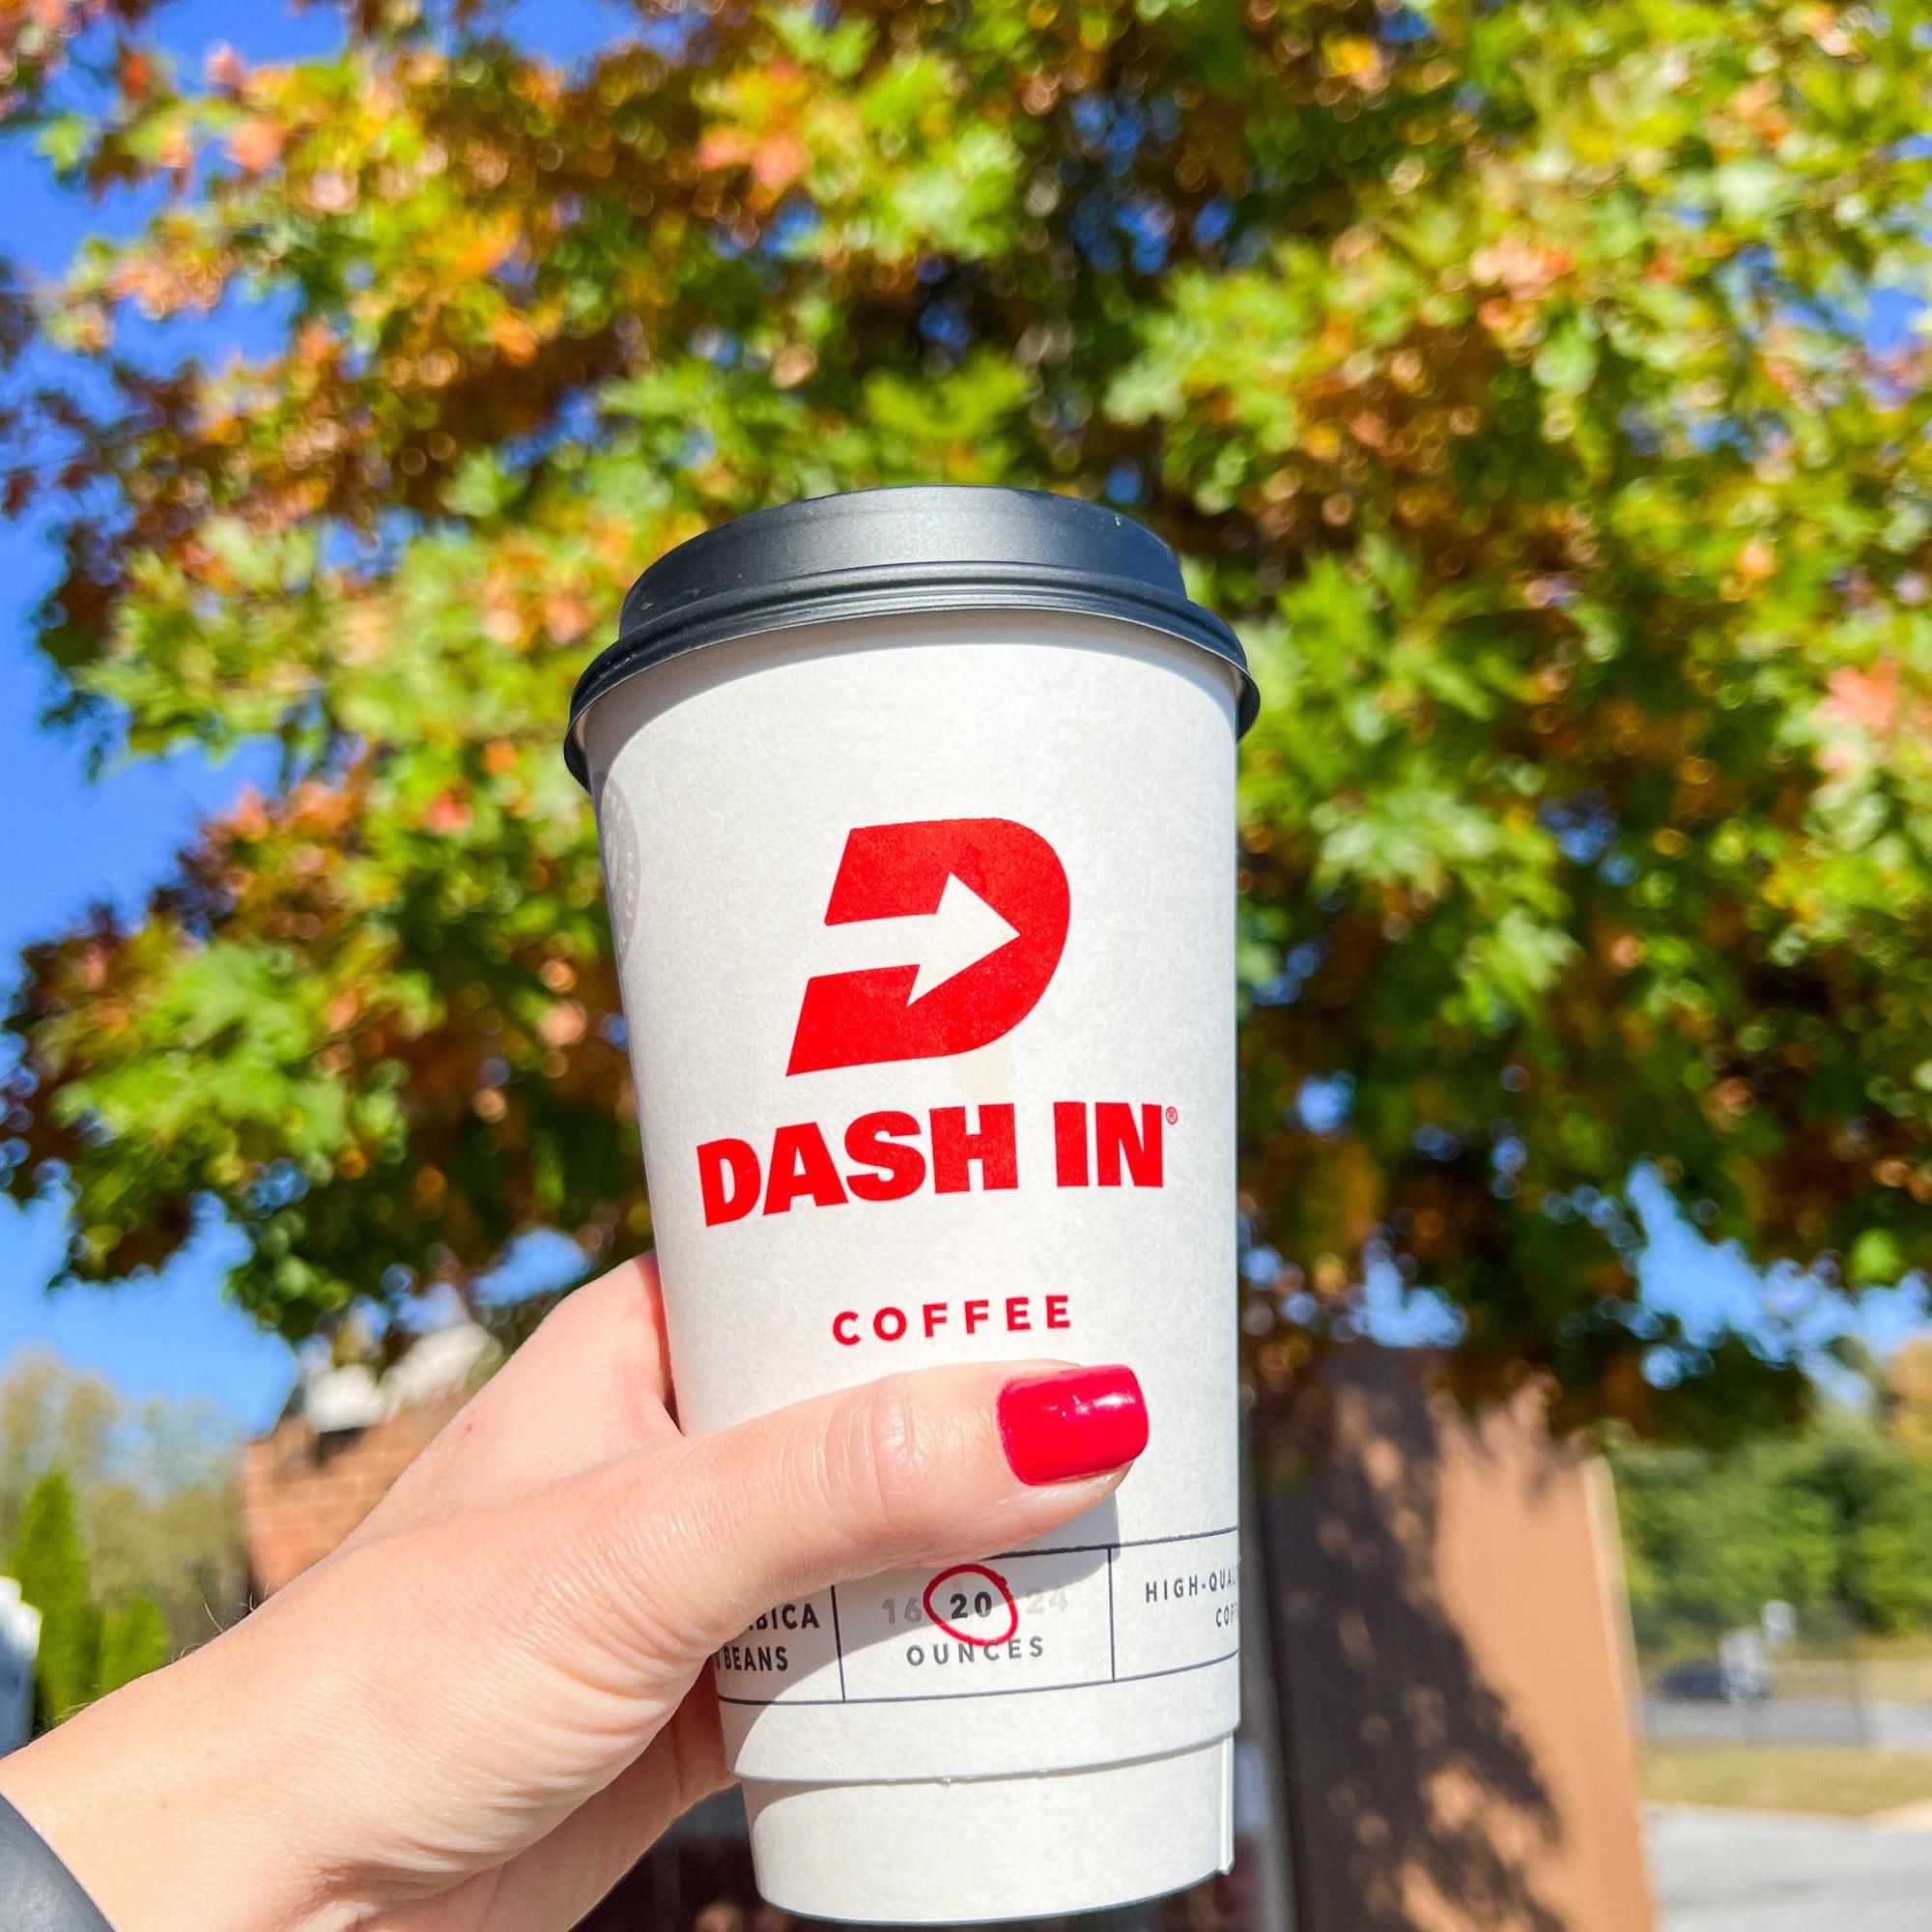 DASH IN®
COFFEE
16 20 24
OUNCES
BEANS
HIGH-QUA